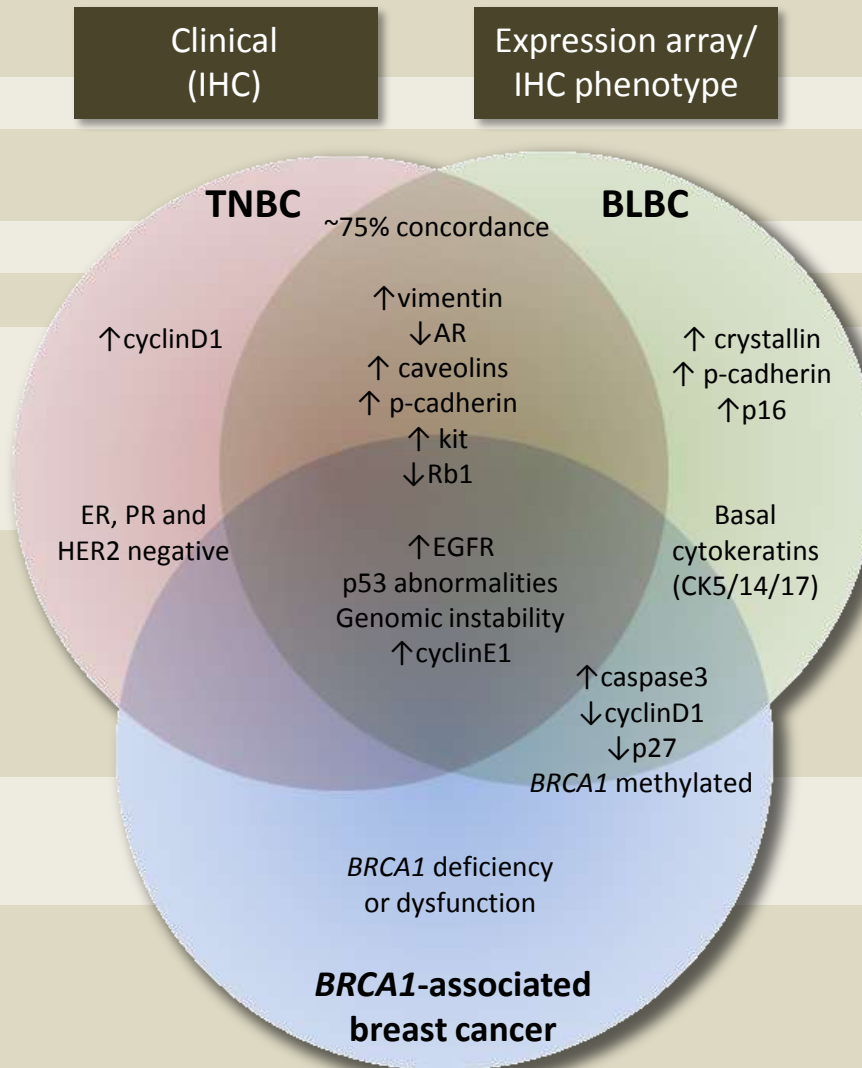 Clinical
(IHC)
Expression array/
IHC phenotype
TNBC
BLBC
~75% concordance
↑vimentin
↓AR
↑ caveolins
↑ p-cadherin
↑ kit
↓Rb1
↑cyclinD1
↑ crystallin
↑ p-cadherin
↑p16
ER, PR and
HER2 negative
↑EGFR
p53 abnormalities
Genomic instability
↑cyclinE1
Basal
cytokeratins
(CK5/14/17)
↑caspase3
↓cyclinD1
↓p27
BRCA1 methylated
BRCA1 deficiency
or dysfunction
BRCA1-associated
breast cancer